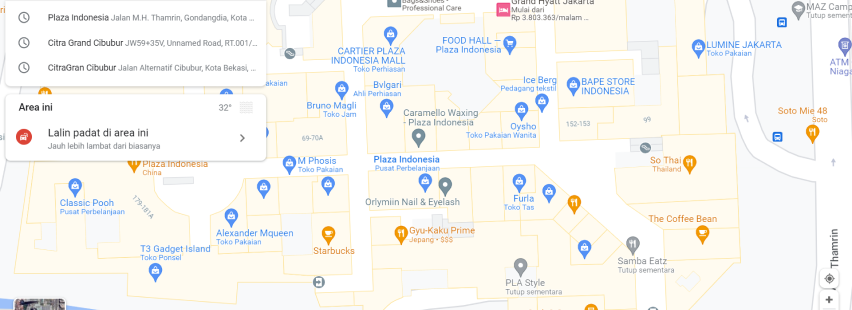 Plaza Indonesia Jalan M.H. Thamrin, Gondangdia, Kota ...
Citra Grand Cibubur JWS9+35V, Unnamed Road, RT.001/...
CitraGran Cibubur Jalan Alternatif Cibubur, Kota Bekasi, ...
Area ini
32°
Lalin padat di area ini
Jauh lebih lambat dari biasanya
Bags&Shoes -
Professional Care
Grand Hyatt Jakarta
Mulai dari
Rp 3.803.363/malam ...
MAZ Camp
Tutup sementara
CARTIER PLAZA
INDONESIA MALL
Toko Perhiasan
FOOD HALL —
Plaza Indonesia
LUMINE JAKARTA
Toko Pakaian
ATM
Niaga
Pakaian
Bvlgari
Ahli Perhiasan
Ice Berg
Pedagang tekstil
BAPE STORE
INDONESIA
Bruno Magli
Toko Jam
Caramello Waxing
- Plaza Indonesia
Oysho
Toko Pakaian Wanita
152-153
99
Soto Mie 48
Soto
69-70A
Plaza Indonesia
China
M Phosis
Toko Pakaian
Plaza Indonesia
Pusat Perbelanjaan
So Thai
Thailand
Classic Pooh
Pusat Perbelanjaan
179-181A
Orlymiin Nail & Eyelash
Furla
Toko Tas
Alexander Mqueen
Toko Pakaian
Starbucks
Gyu-Kaku Prime
Jepang • $$$
The Coffee Bean
T3 Gadget Island
Toko Ponsel
Samba Eatz
Tutup sementara
PLA Style
Tutup sementara
Thamrin